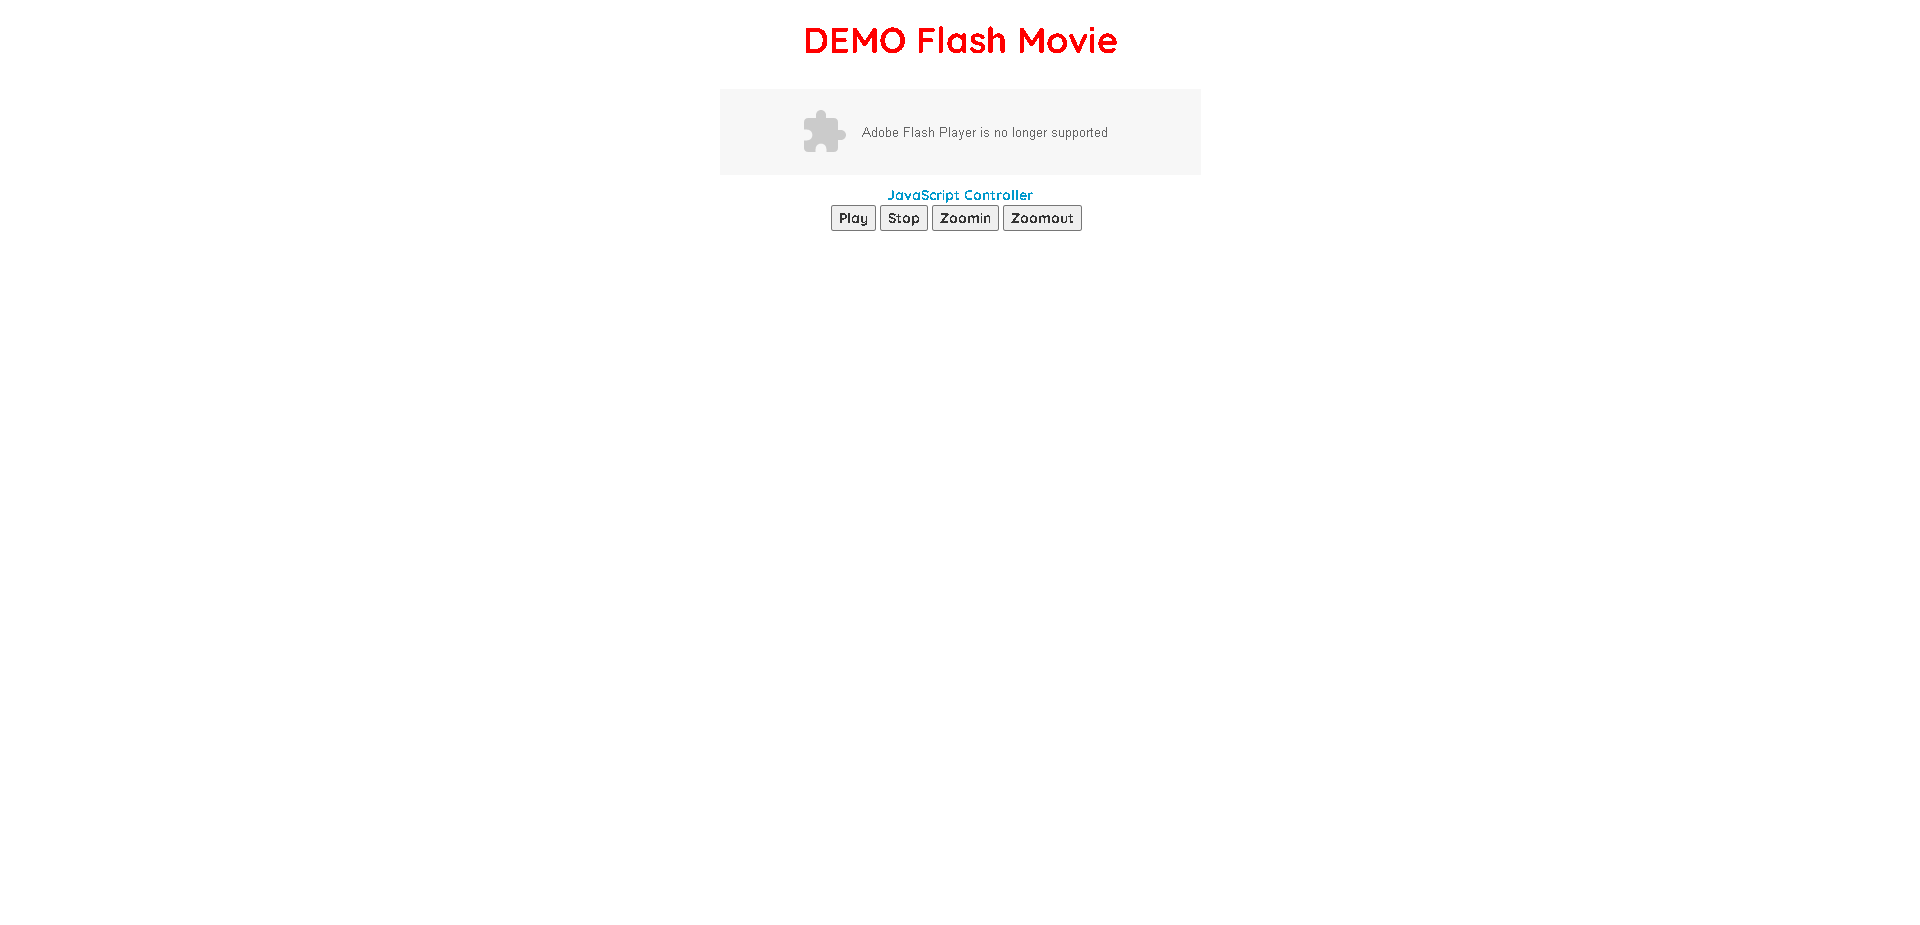 DEMO Flash Movie
Adobe Flash Player is no longer supported
JavaScript Controller
Play Stop Zoomin Zoomout